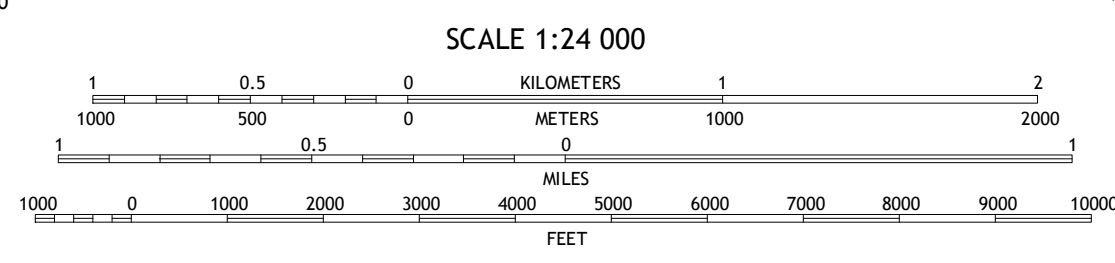 0
SCALE 1:24 000
1 0.5 0 KILOMETERS 1 2
1000 500 0 METERS 1000 2000
1 0.5 0 1
MILES
1000 0 1000 2000 3000 4000 5000 6000 7000 8000 9000 10000
FEET